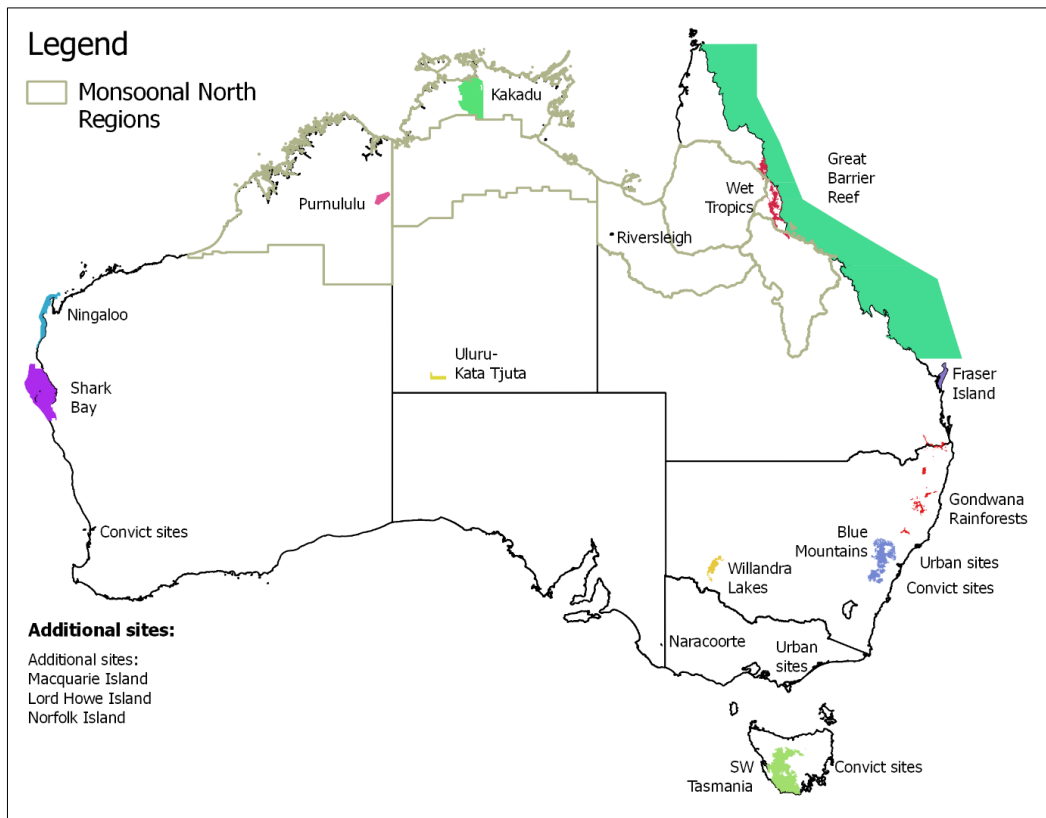 Legend
Monsoonal North
Regions
Kakadu
Purnululu
Wet
Tropics
Great
Barrier
Reef
Riversleigh
Ningaloo
Uluru-
Kata Tjuta
Shark
Bay
Fraser
Island
Gondwana
Rainforests
Convict sites
Blue
Mountains
Urban sites
Convict sites
Willandra
Lakes
Naracoorte
Urban
sites
SW
Tasmania
Convict sites
Additional sites:
Additional sites:
Macquarie Island
Lord Howe Island
Norfolk Island